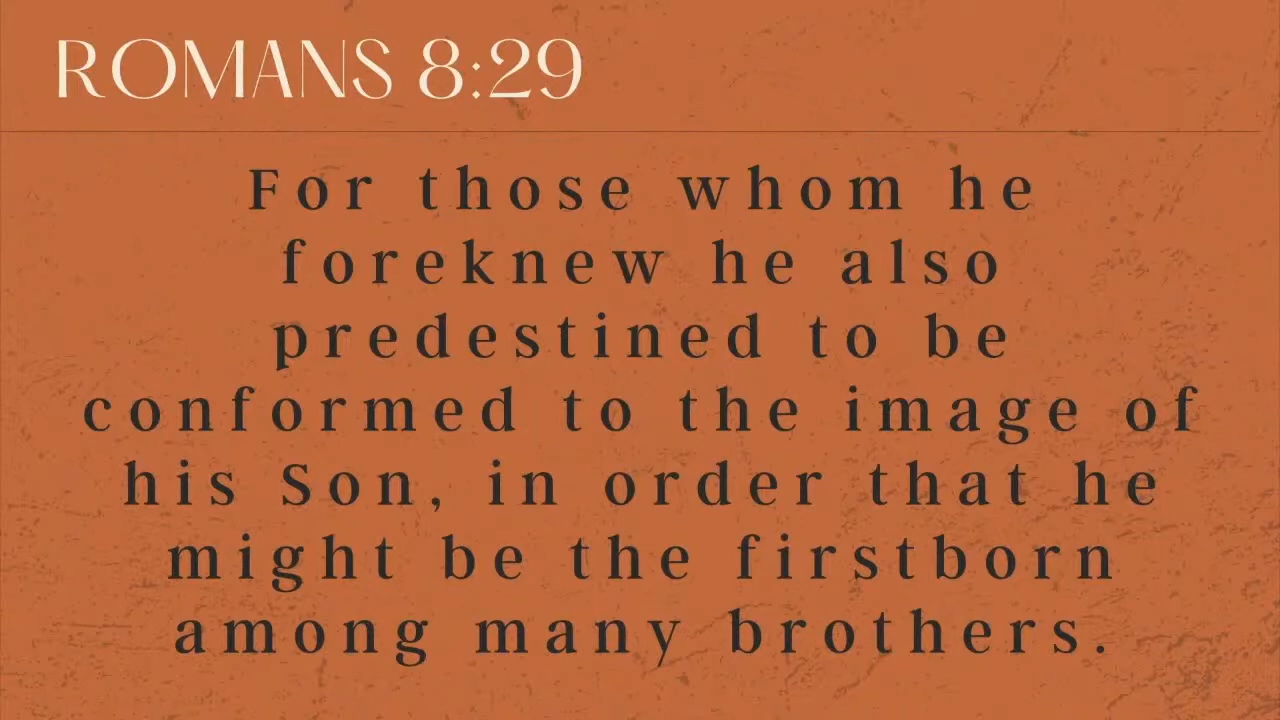 ROMANS 8:29
For those whom he
foreknew he also
predestined to be
conformed to the image of
his Son, in order that he
might be the firstborn
among many brothers.